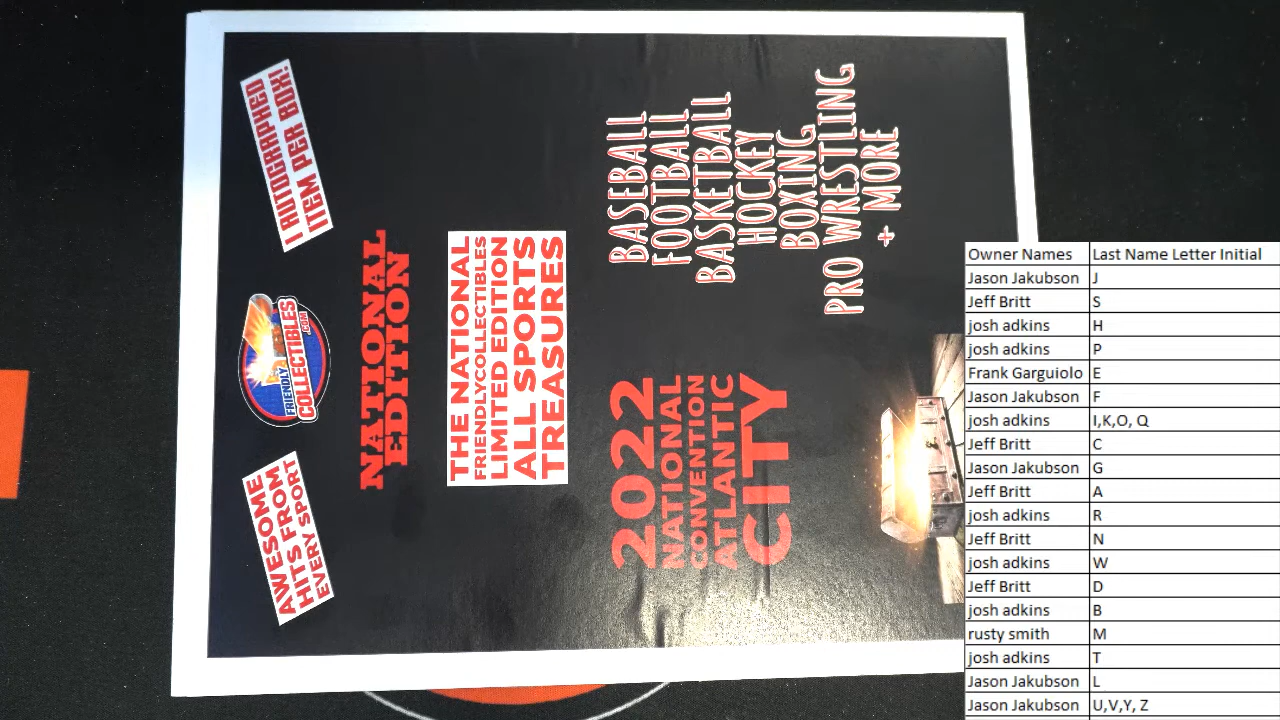 1 AUTOGRAPHED
ITEM PER BOX!
FRIENDLY
COLLECTIBLES
.COM
AWESOME
HITS FROM
EVERY SPORT
NATIONAL
EDITION
THE NATIONAL
FRIENDLYCOLLECTIBLES
LIMITED EDITION
ALL SPORTS
TREASURES
BASEBALL
FOOTBALL
BASKETBALL
HOCKEY
BOXING
PRO WRESTLING
+ MORE
2022
NATIONAL
CONVENTION
ATLANTIC
CITY
Owner Names Last Name Letter Initial
Jason Jakubson J
Jeff Britt S
josh adkins H
josh adkins P
Frank Garguiolo E
Jason Jakubson F
josh adkins I,K,O, Q
Jeff Britt C
Jason Jakubson G
Jeff Britt A
josh adkins R
Jeff Britt N
josh adkins W
Jeff Britt D
josh adkins B
rusty smith M
josh adkins T
Jason Jakubson L
Jason Jakubson U,V,Y, Z